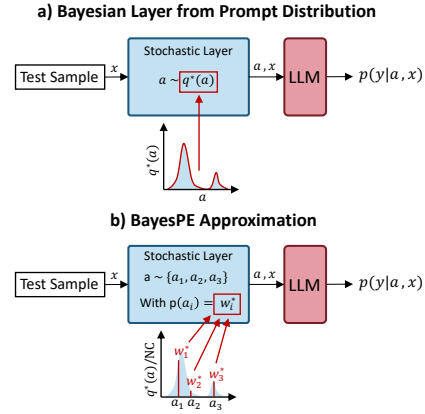 a) Bayesian Layer from Prompt Distribution
Stochastic Layer
Test Sample
x
a ~ q*(a)
a, x
LLM
p(y|a, x)
q*(a)
a
b) BayesPE Approximation
Stochastic Layer
a ~ {a₁, a₂, a₃}
Test Sample
x
With p(aᵢ) = wᵢ*
a, x
LLM
p(y|a, x)
q*(a)/NC
w₁*
w₂*
w₃*
a₁ a₂ a₃